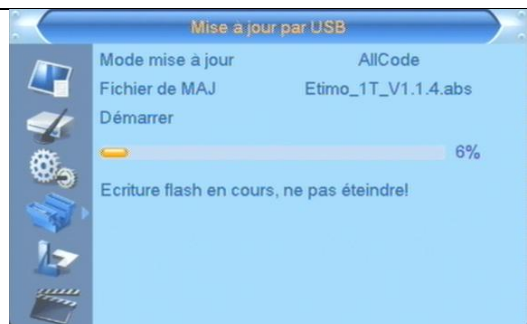 Mise à jour par USB
Mode mise à jour AllCode
Fichier de MAJ Etimo_1T_V1.1.4.abs
Démarrer
6%
Ecriture flash en cours, ne pas éteindre!